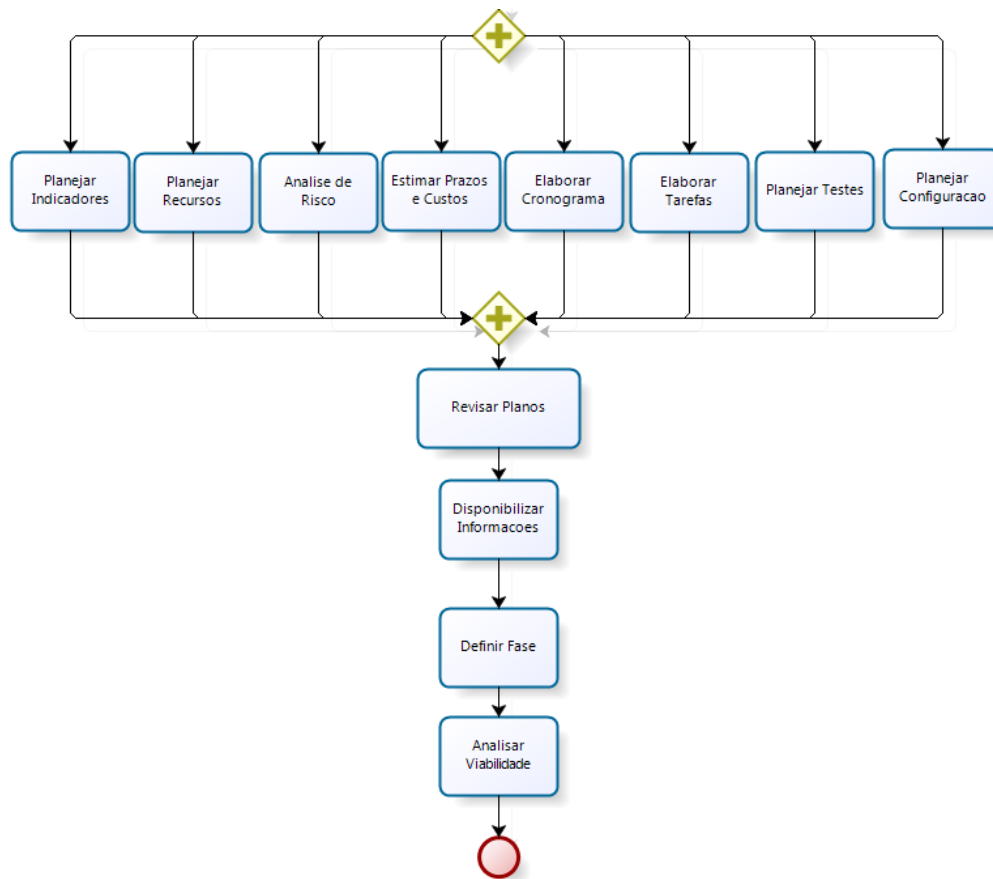 Planejar
Indicadores
Planejar
Recursos
Analise de
Risco
Estimar Prazos
e Custos
Elaborar
Cronograma
Elaborar
Tarefas
Planejar Testes
Planejar
Configuracao
Revisar Planos
Disponibilizar
Informacoes
Definir Fase
Analisar
Viabilidade